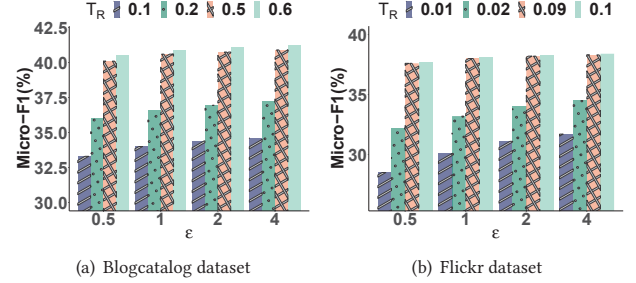 T_R 0.1 0.2 0.5 0.6
Micro−F1(%)
42.5
40.0
37.5
35.0
32.5
30.0
0.5 1 2 4
ε
(a) Blogcatalog dataset
T_R 0.01 0.02 0.09 0.1
Micro−F1(%)
40
35
30
0.5 1 2 4
ε
(b) Flickr dataset